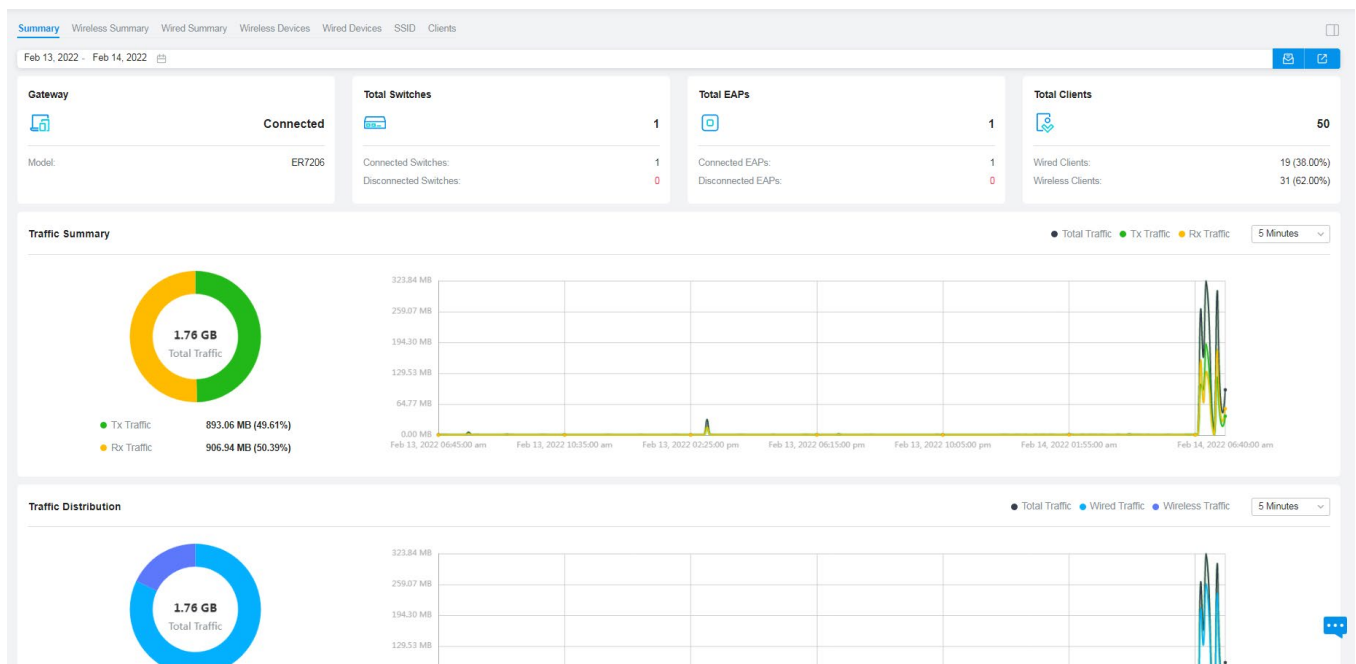 Summary Wireless Summary Wired Summary Wireless Devices Wired Devices SSID Clients
Feb 13, 2022 - Feb 14, 2022
Gateway
Connected
Model: ER7206
Total Switches
1
Connected Switches: 1
Disconnected Switches: 0
Total EAPs
1
Connected EAPs: 1
Disconnected EAPs: 0
Total Clients
50
Wired Clients: 19 (38.00%)
Wireless Clients: 31 (62.00%)
Traffic Summary
Total Traffic Tx Traffic Rx Traffic 5 Minutes
1.76 GB
Total Traffic
Tx Traffic 893.06 MB (49.61%)
Rx Traffic 906.94 MB (50.39%)
323.84 MB
259.07 MB
194.30 MB
129.53 MB
64.77 MB
0.00 MB
Feb 13, 2022 06:45:00 am Feb 13, 2022 10:35:00 am Feb 13, 2022 02:25:00 pm Feb 13, 2022 06:15:00 pm Feb 13, 2022 10:05:00 pm Feb 14, 2022 01:55:00 am Feb 14, 2022 06:40:00 am
Traffic Distribution
Total Traffic Wired Traffic Wireless Traffic 5 Minutes
1.76 GB
Total Traffic
323.84 MB
259.07 MB
194.30 MB
129.53 MB